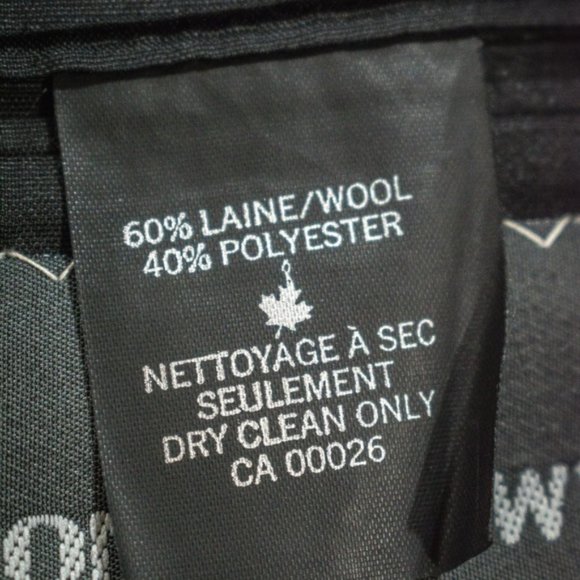 60% LAINE/WOOL
40% POLYESTER
NETTOYAGE À SEC
SEULEMENT
DRY CLEAN ONLY
CA 00026
W